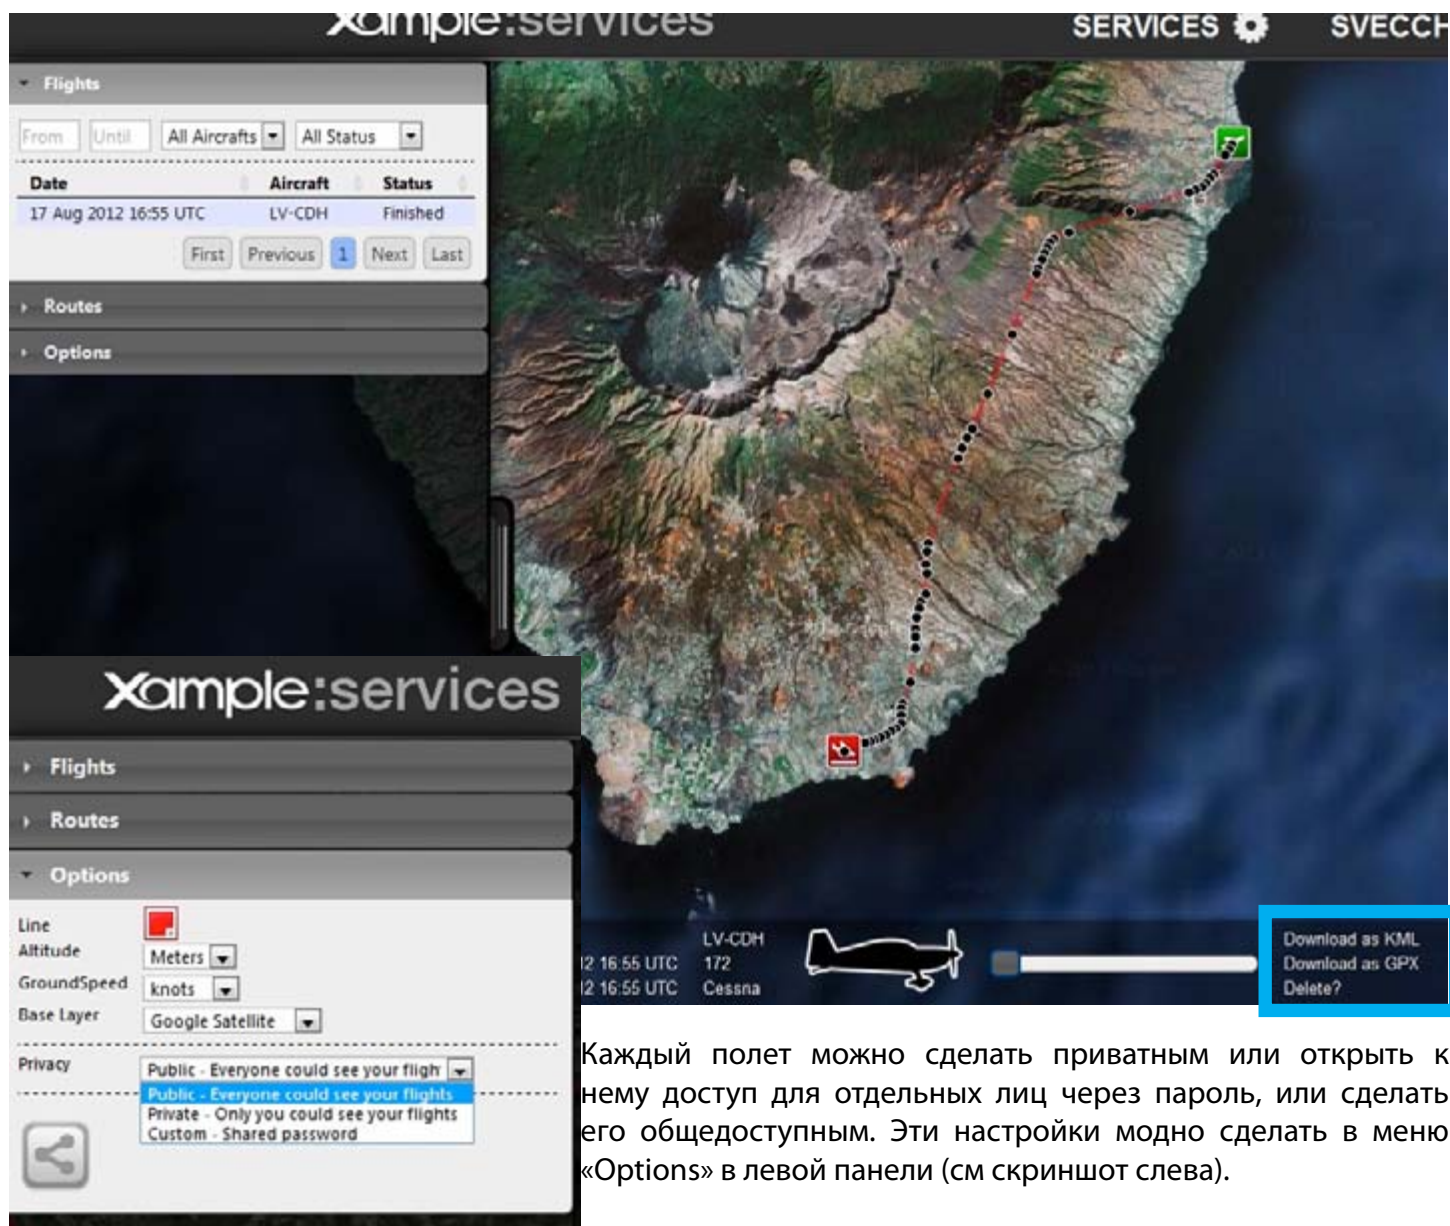 Xample:services
SERVICES
Flights
From Until All Aircrafts All Status
Date Aircraft Status
17 Aug 2012 16:55 UTC LV-CDH Finished
First Previous 1 Next Last
Routes
Options
Xample:services
Flights
Routes
Options
Line
Altitude Meters
GroundSpeed knots
Base Layer Google Satellite
Privacy Public - Everyone could see your fligh
Public - Everyone could see your flights
Private - Only you could see your flights
Custom - Shared password
LV-CDH
12 16:55 UTC 172
12 16:55 UTC Cessna
Download as KML
Download as GPX
Delete?
Каждый полет можно сделать приватным или открыть к
нему доступ для отдельных лиц через пароль, или сделать
его общедоступным. Эти настройки модно сделать в меню
«Options» в левой панели (см скриншот слева).